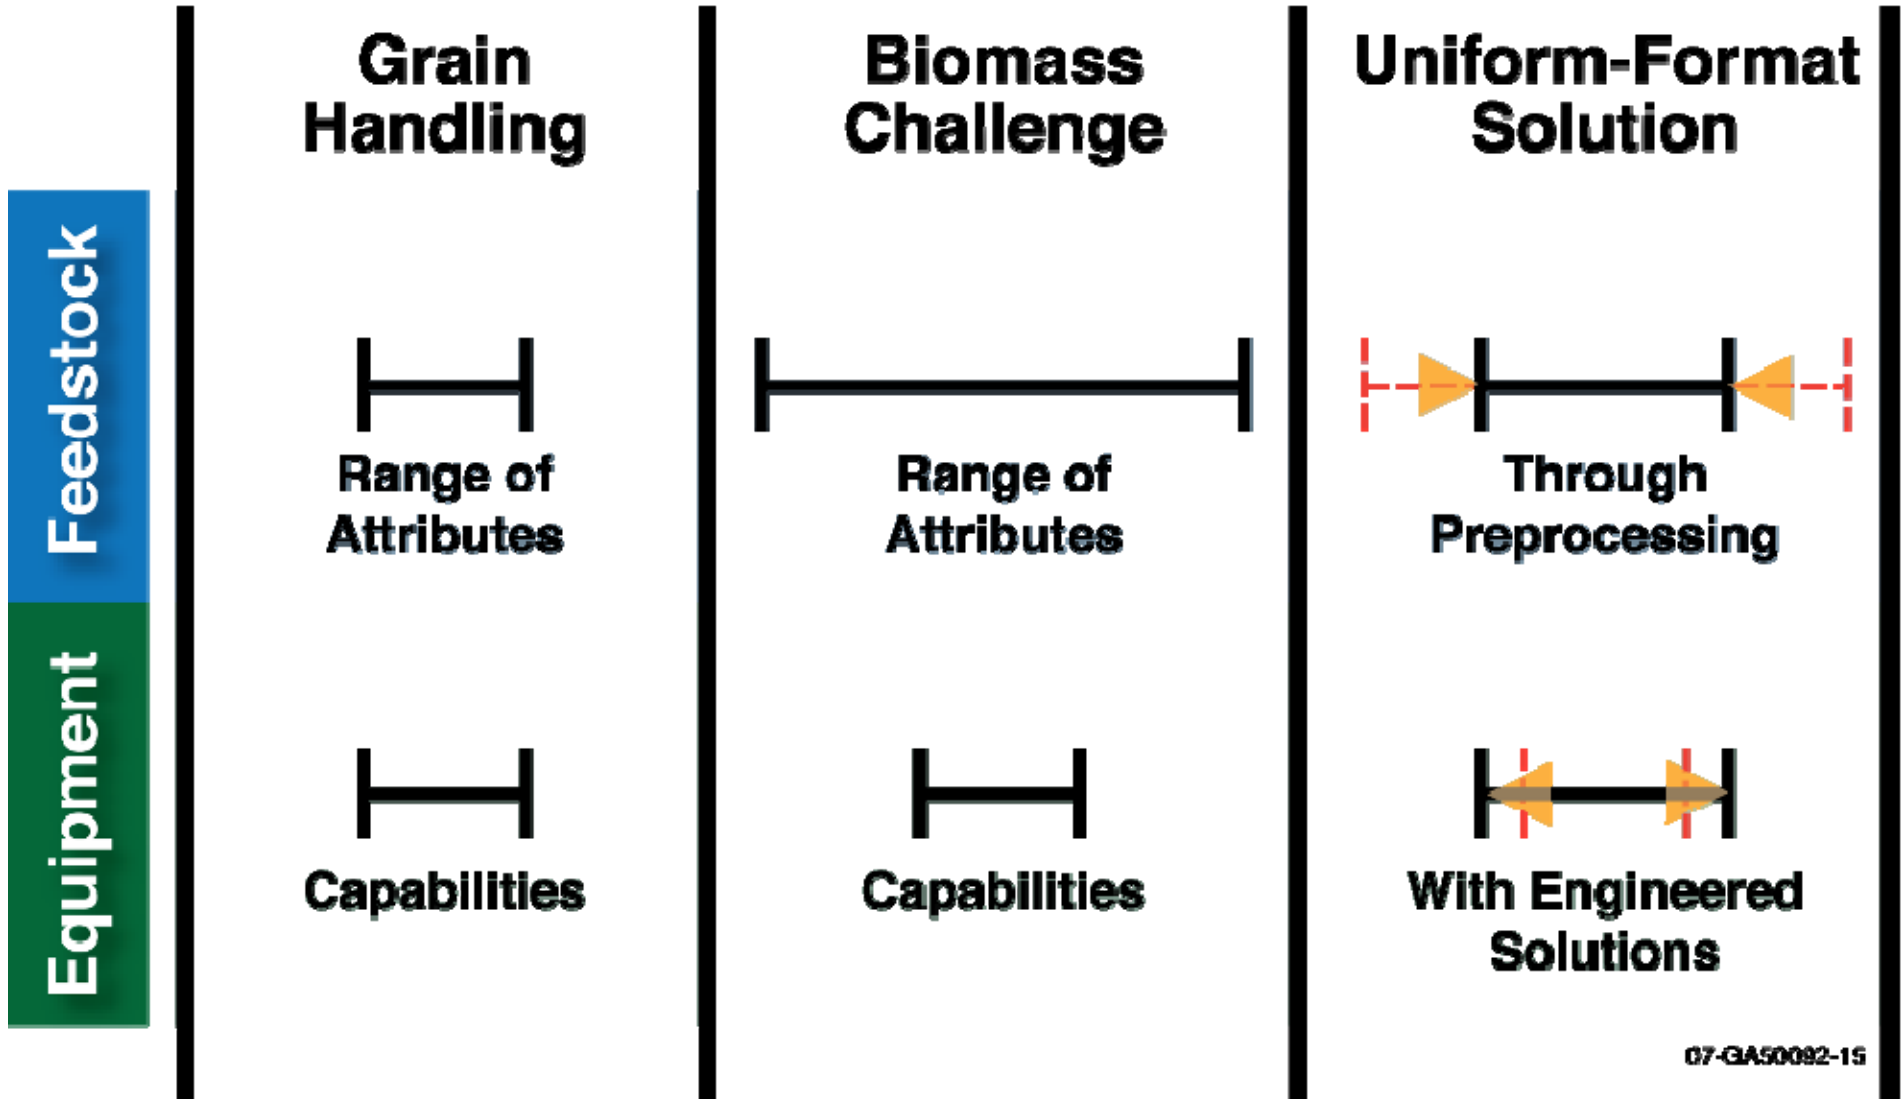 Grain
Handling
Biomass
Challenge
Uniform-Format
Solution
Feedstock
Range of
Attributes
Range of
Attributes
Through
Preprocessing
Equipment
Capabilities
Capabilities
With Engineered
Solutions
07-GA50092-15